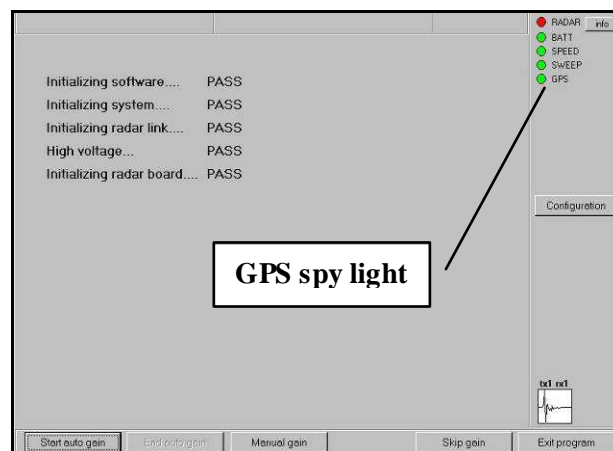 RADAR info
BATT
SPEED
SWEEP
GPS
Initializing software.... PASS
Initializing system.... PASS
Initializing radar link.... PASS
High voltage... PASS
Initializing radar board.... PASS
Configuration
GPS spy light
tx1 rx1
Start auto gain End auto gain Manual gain Skip gain Exit program